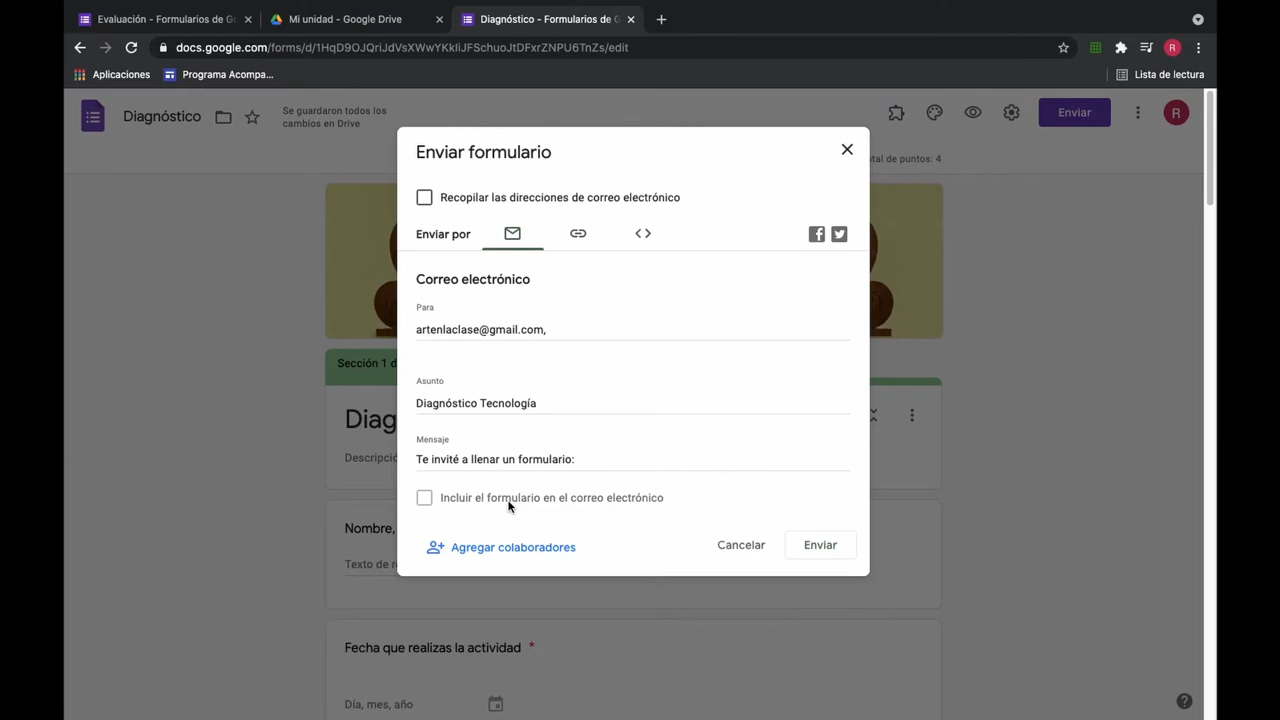 Evaluación - Formularios de G
Mi unidad - Google Drive
Diagnóstico - Formularios de G
docs.google.com/forms/d/1HqD9OJQriJdVsXWwYKkIiJFSchuoJtDFxrZNPU6TnZs/edit
R
Aplicaciones
Programa Acompa...
Lista de lectura
Diagnóstico
Se guardaron todos los
cambios en Drive
Enviar
R
tal de puntos: 4
Enviar formulario
Recopilar las direcciones de correo electrónico
Enviar por
Correo electrónico
Para
artenlaclase@gmail.com,
Asunto
Diagnóstico Tecnología
Mensaje
Te invité a llenar un formulario:
Incluir el formulario en el correo electrónico
Agregar colaboradores
Cancelar
Enviar
Sección 1 d
Diag
Descripció
Nombre,
Texto de r
Fecha que realizas la actividad *
Día, mes, año